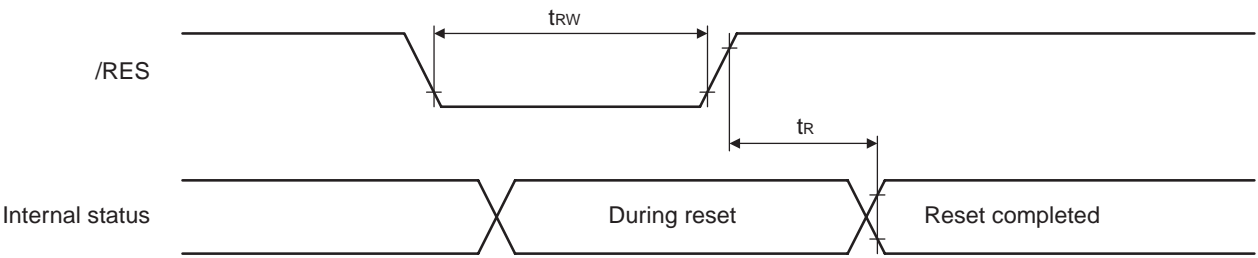 tRW
/RES
tR
Internal status During reset Reset completed